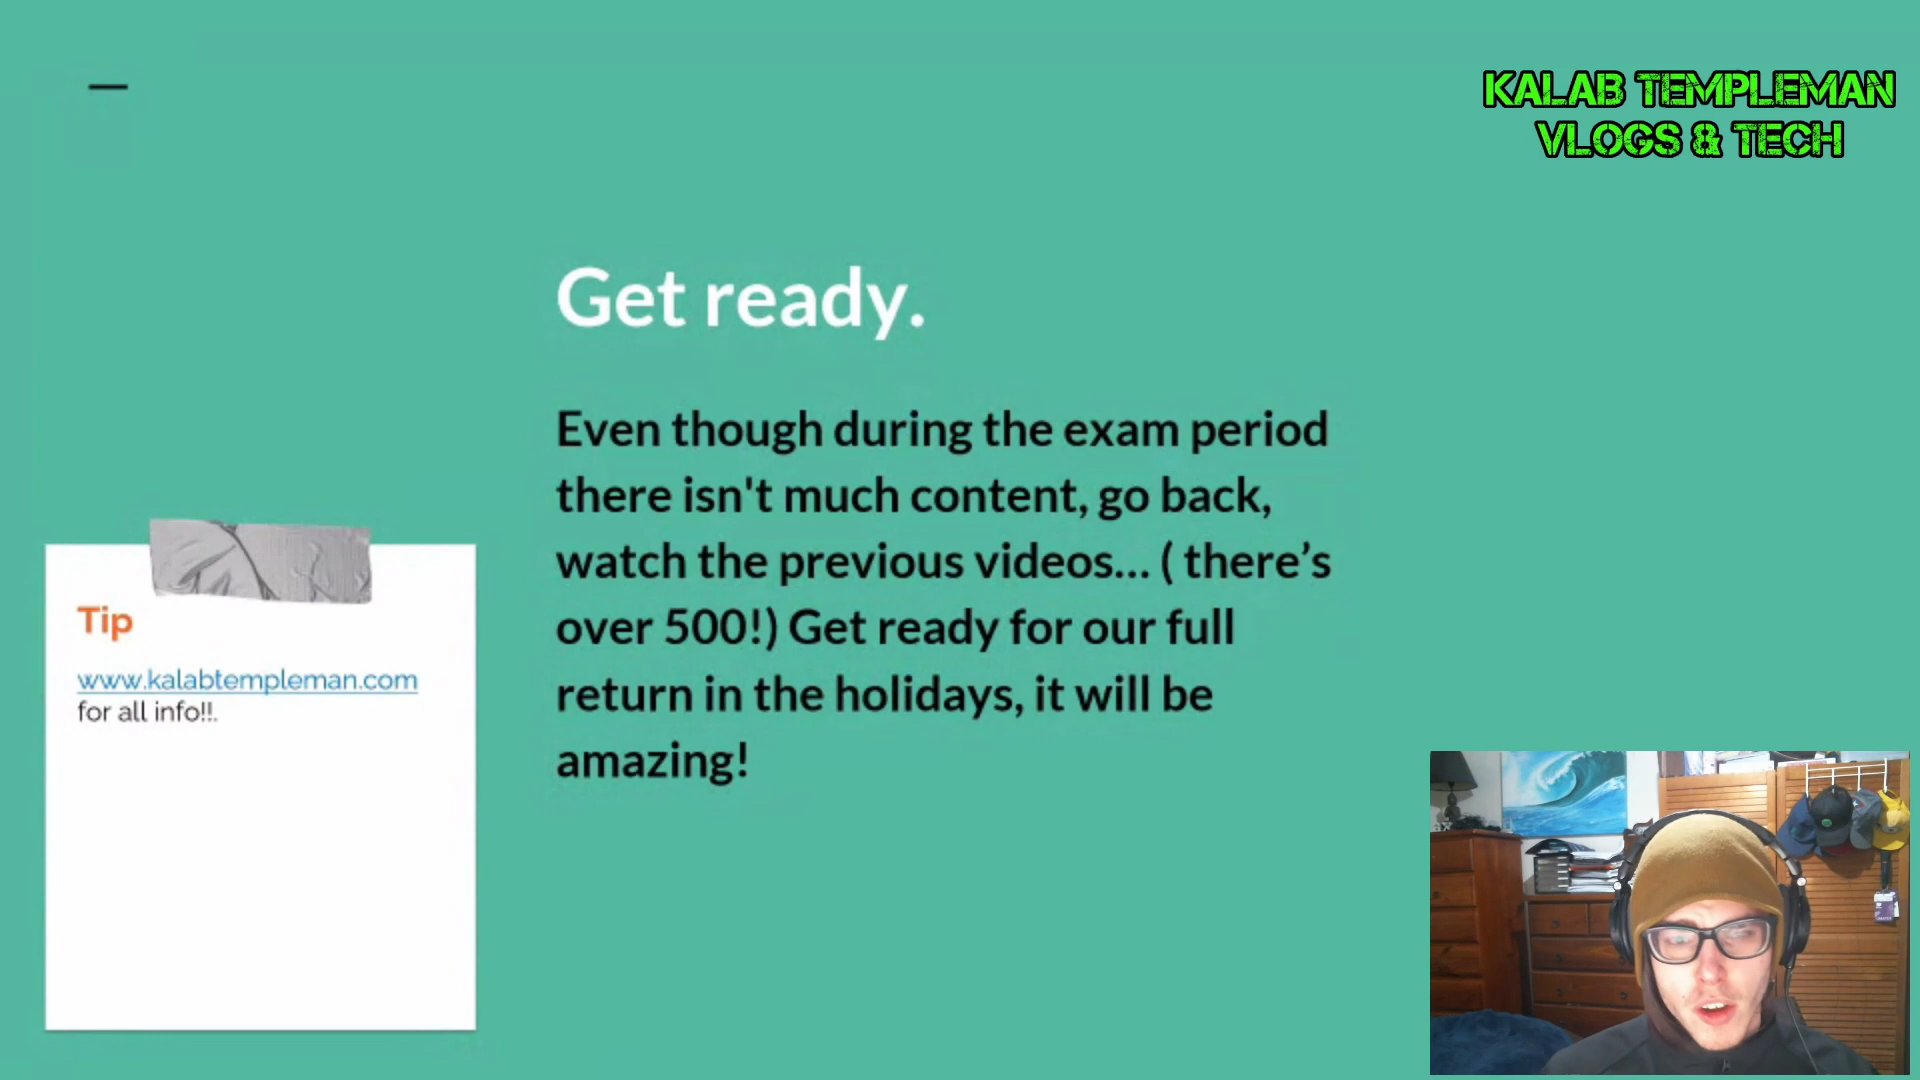 KALAB TEMPLEMAN
VLOGS & TECH
Get ready.
Even though during the exam period
there isn't much content, go back,
watch the previous videos... ( there’s
over 500!) Get ready for our full
return in the holidays, it will be
amazing!
Tip
www.kalabtempleman.com
for all info!!.